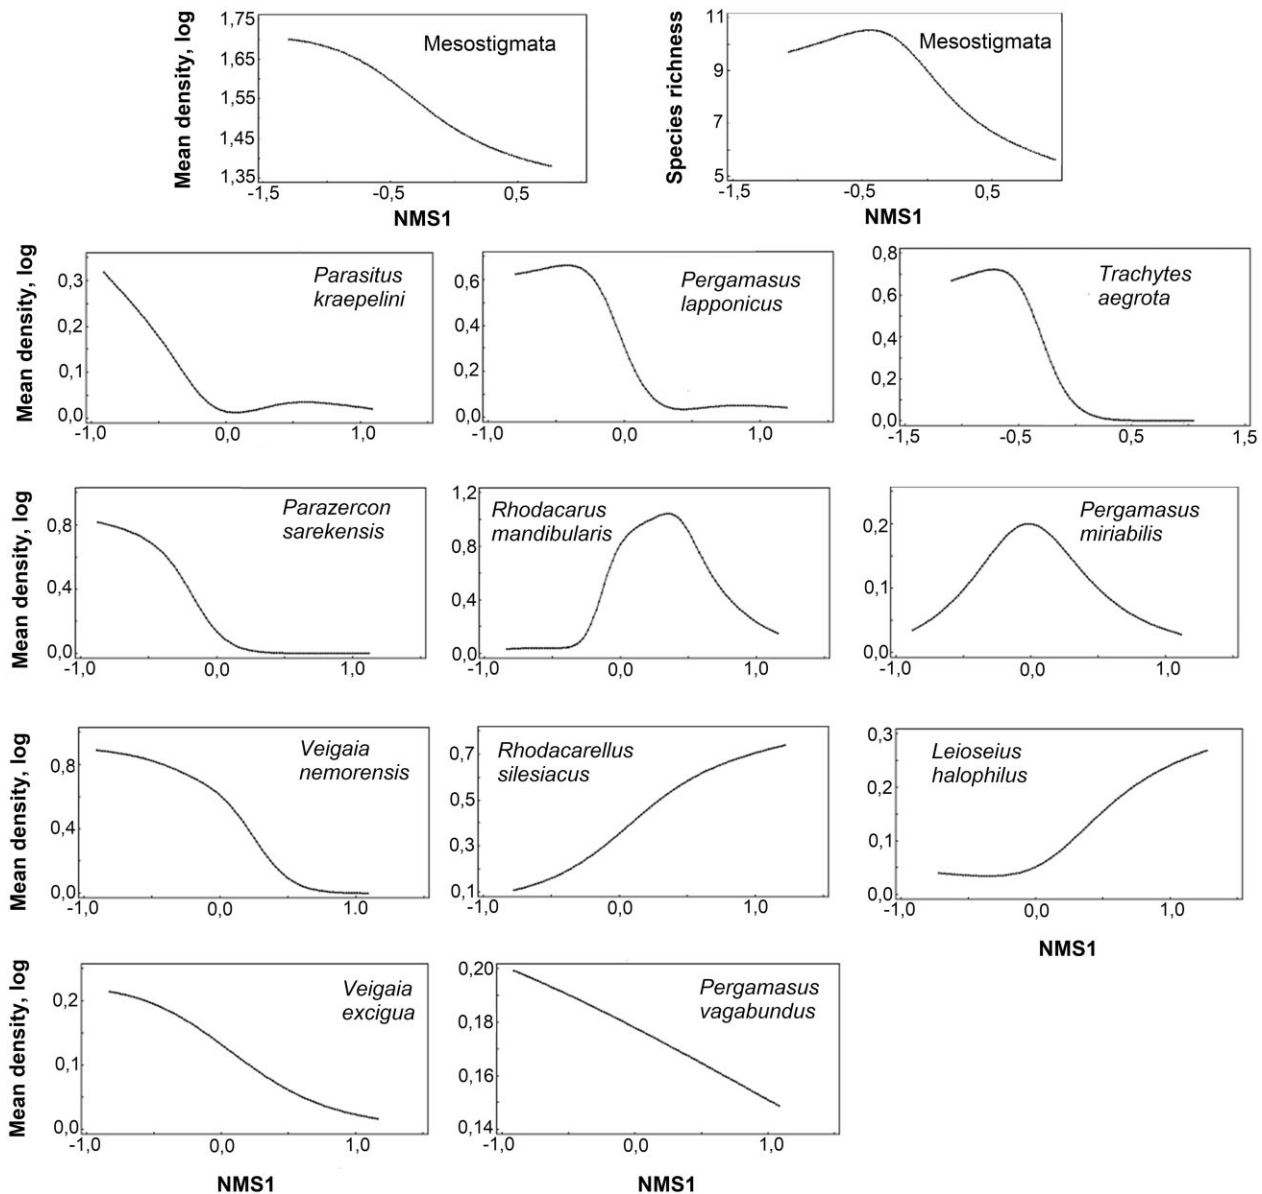 Mean density, log
1,75
1,65
1,55
1,45
1,35
Mesostigmata
-1,5
-0,5
0,5
NMS1
Species richness
11
9
7
5
Mesostigmata
-1,5
-0,5
0,5
NMS1
Mean density, log
0,3
0,2
0,1
0,0
Parasitus
kraepelini
-1,0
0,0
1,0
0,6
0,4
0,2
0,0
Pergamasus
lapponicus
-1,0
0,0
1,0
0,8
0,6
0,4
0,2
0,0
Trachytes
aegrota
-1,5
-0,5
0,5
1,5
Mean density, log
0,8
0,4
0,0
Parazercon
sarekensis
-1,0
0,0
1,0
1,2
0,8
0,4
0,0
Rhodacarus
mandibularis
-1,0
0,0
1,0
0,2
0,1
0,0
Pergamasus
miriabilis
-1,0
0,0
1,0
Mean density, log
0,8
0,4
0,0
Veigaia
nemorensis
-1,0
0,0
1,0
0,7
0,5
0,3
0,1
Rhodacarellus
silesiacus
-1,0
0,0
1,0
0,3
0,2
0,1
0,0
Leioseius
halophilus
-1,0
0,0
1,0
NMS1
Mean density, log
0,2
0,1
0,0
Veigaia
excigua
-1,0
0,0
1,0
NMS1
0,20
0,18
0,16
0,14
Pergamasus
vagabundus
-1,0
0,0
1,0
NMS1